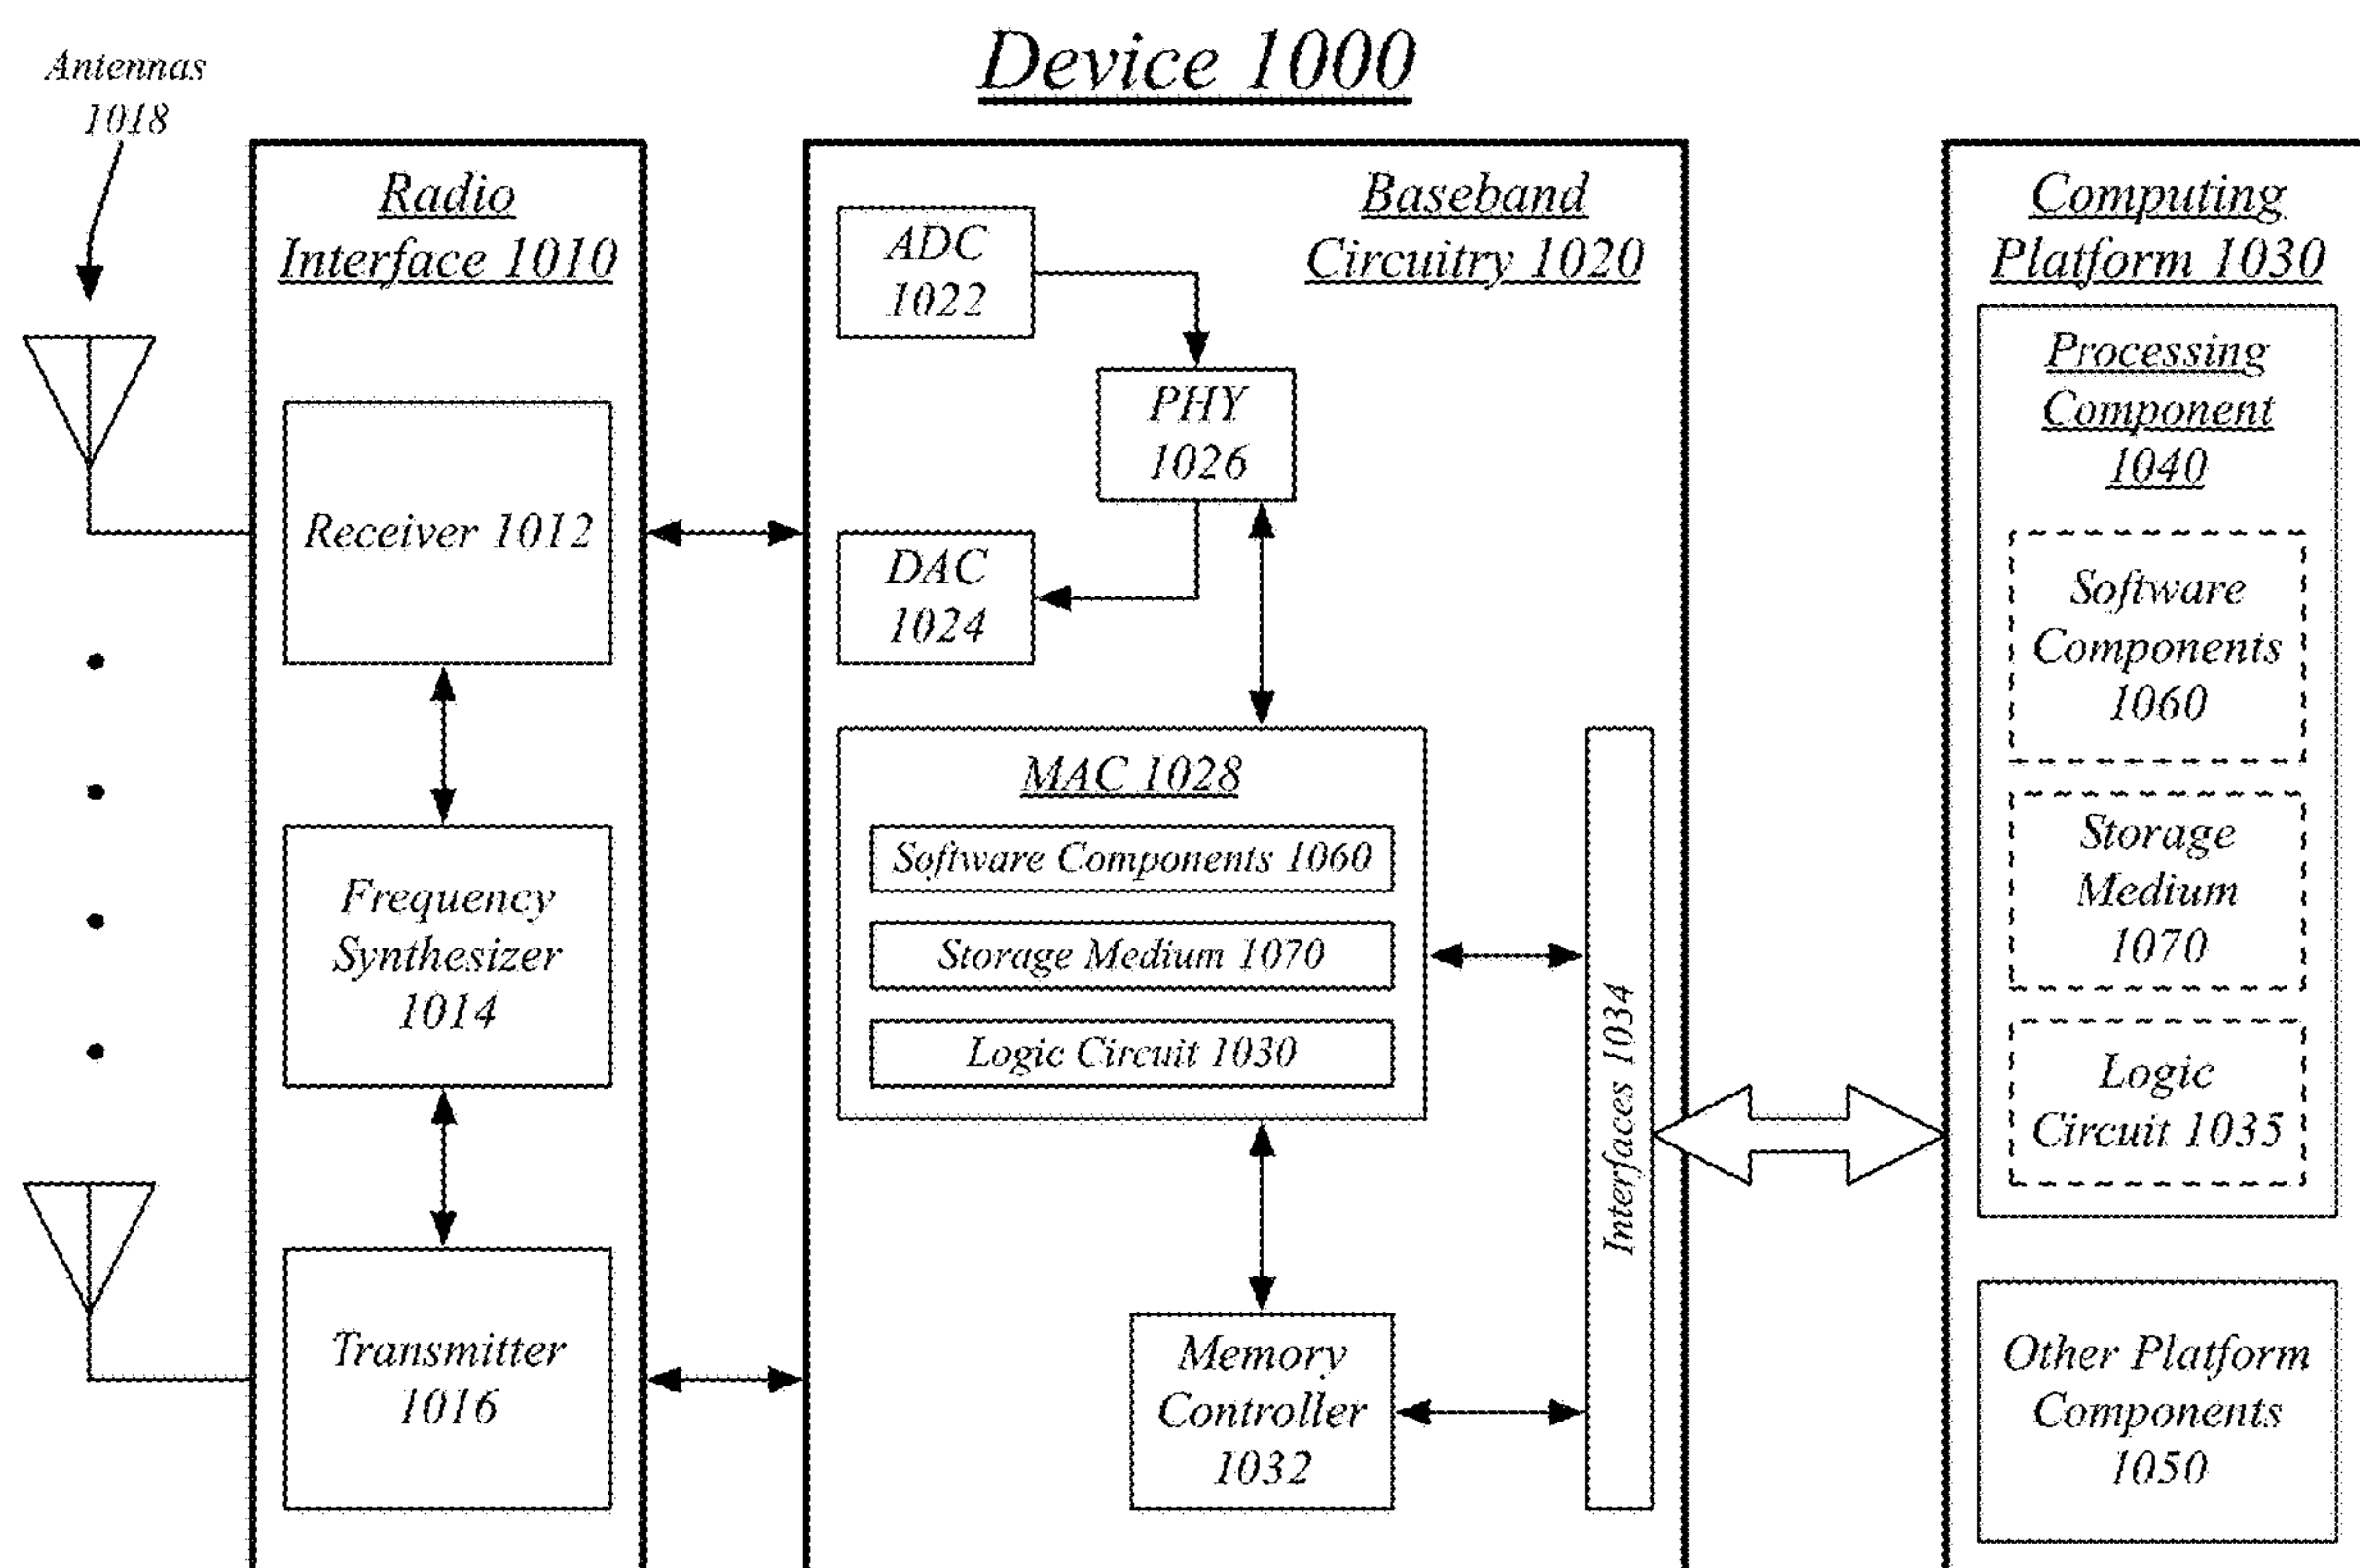 Device 1000
Antennas
1018
Radio
Interface 1010
Receiver 1012
Frequency
Synthesizer
1014
Transmitter
1016
Baseband
Circuitry 1020
ADC
1022
PHY
1026
DAC
1024
MAC 1028
Software Components 1060
Storage Medium 1070
Logic Circuit 1030
Interfaces 1034
Memory
Controller
1032
Computing
Platform 1030
Processing
Component
1040
Software
Components
1060
Storage
Medium
1070
Logic
Circuit 1035
Other Platform
Components
1050